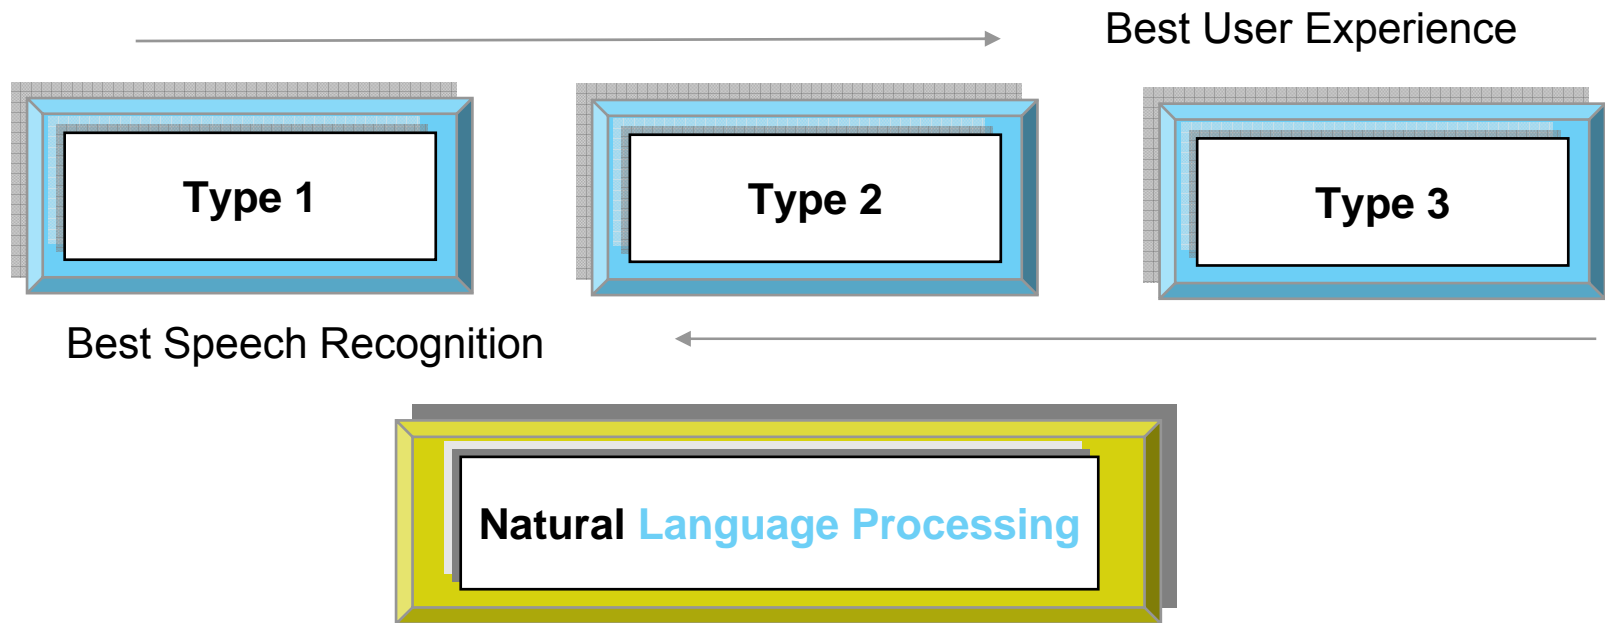 Best User Experience
Type 1
Type 2
Type 3
Best Speech Recognition
Natural Language Processing